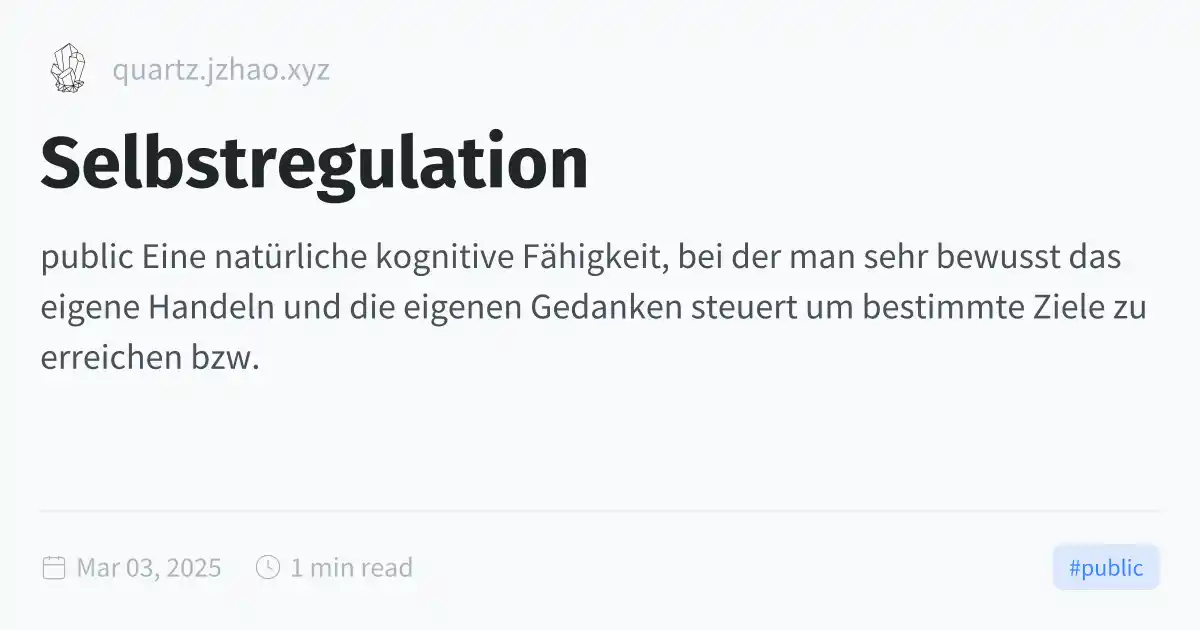 quartz.jzhao.xyz
Selbstregulation
public Eine natürliche kognitive Fähigkeit, bei der man sehr bewusst das
eigene Handeln und die eigenen Gedanken steuert um bestimmte Ziele zu
erreichen bzw.
Mar 03, 2025 1 min read #public